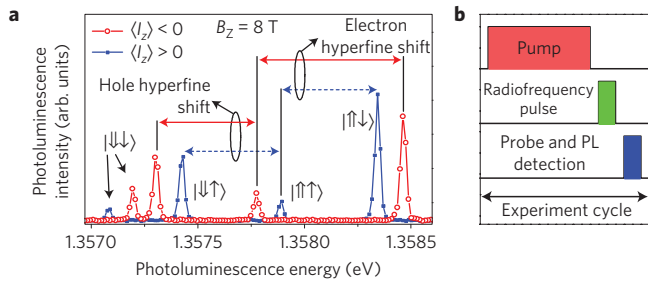 a
⟨I_z⟩ < 0
⟨I_z⟩ > 0
B_Z = 8 T
Electron
hyperfine shift
Hole hyperfine
shift
|⇓↓⟩
|⇓↑⟩
|⇑↑⟩
|⇑↓⟩
Photoluminescence
intensity (arb. units)
1.3570 1.3575 1.3580 1.3585
Photoluminescence energy (eV)
b
Pump
Radiofrequency
pulse
Probe and PL
detection
Experiment cycle